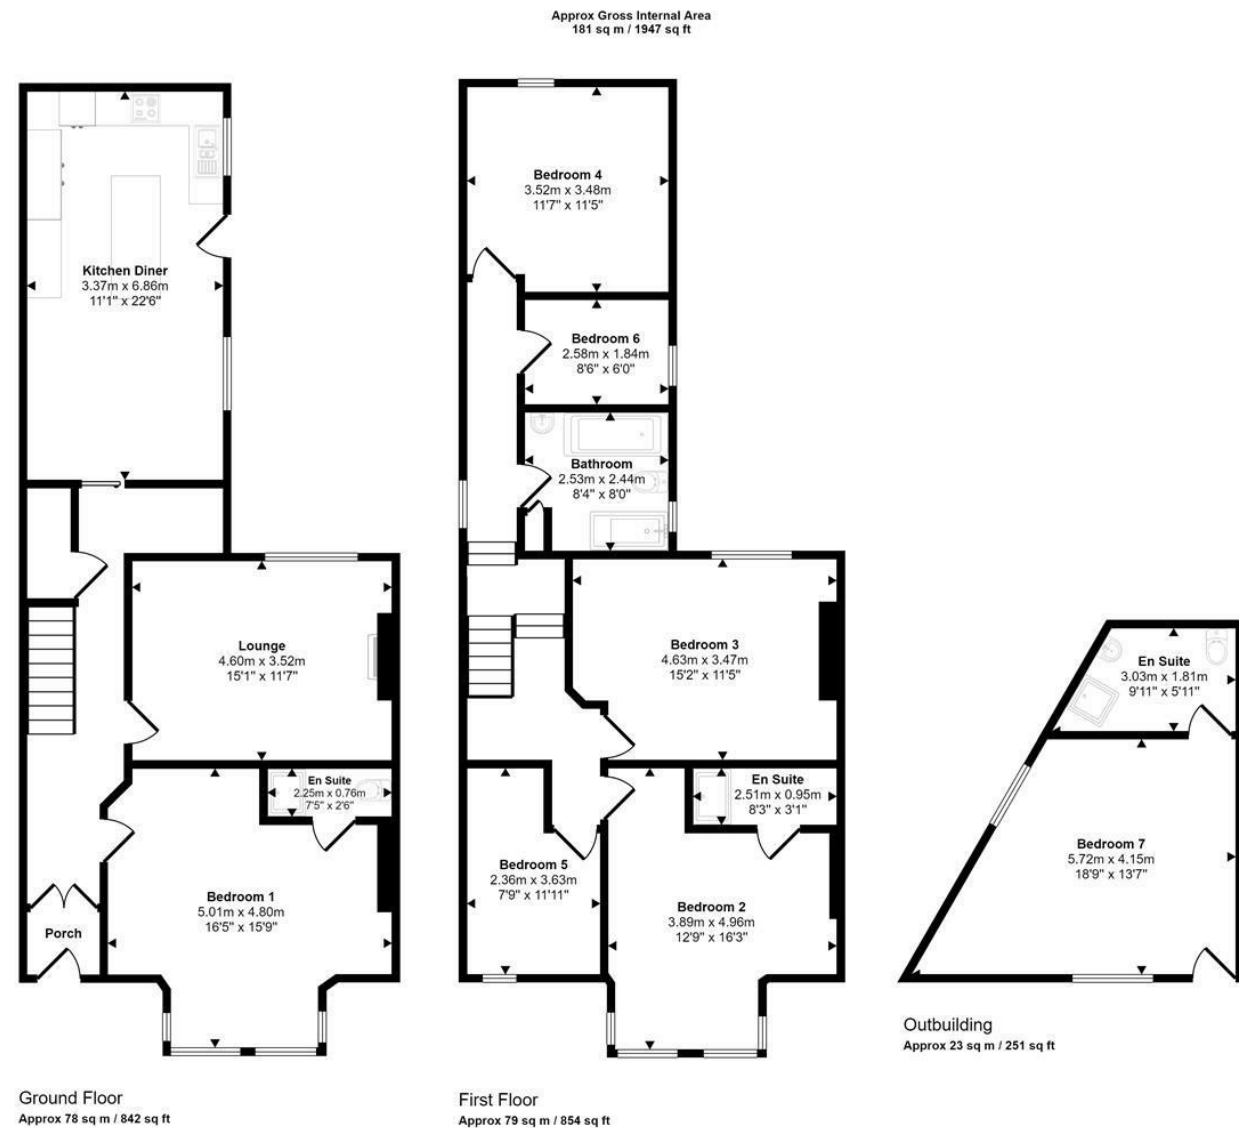 Approx Gross Internal Area
181 sq m / 1947 sq ft
Kitchen Diner
3.37m x 6.86m
11'1" x 22'6"
Lounge
4.60m x 3.52m
15'1" x 11'7"
En Suite
2.25m x 0.76m
7'5" x 2'6"
Bedroom 1
5.01m x 4.80m
16'5" x 15'9"
Porch
Ground Floor
Approx 78 sq m / 842 sq ft
Bedroom 4
3.52m x 3.48m
11'7" x 11'5"
Bedroom 6
2.58m x 1.84m
8'6" x 6'0"
Bathroom
2.53m x 2.44m
8'4" x 8'0"
Bedroom 3
4.63m x 3.47m
15'2" x 11'5"
En Suite
2.51m x 0.95m
8'3" x 3'1"
Bedroom 5
2.36m x 3.63m
7'9" x 11'11"
Bedroom 2
3.89m x 4.96m
12'9" x 16'3"
First Floor
Approx 79 sq m / 854 sq ft
En Suite
3.03m x 1.81m
9'11" x 5'11"
Bedroom 7
5.72m x 4.15m
18'9" x 13'7"
Outbuilding
Approx 23 sq m / 251 sq ft